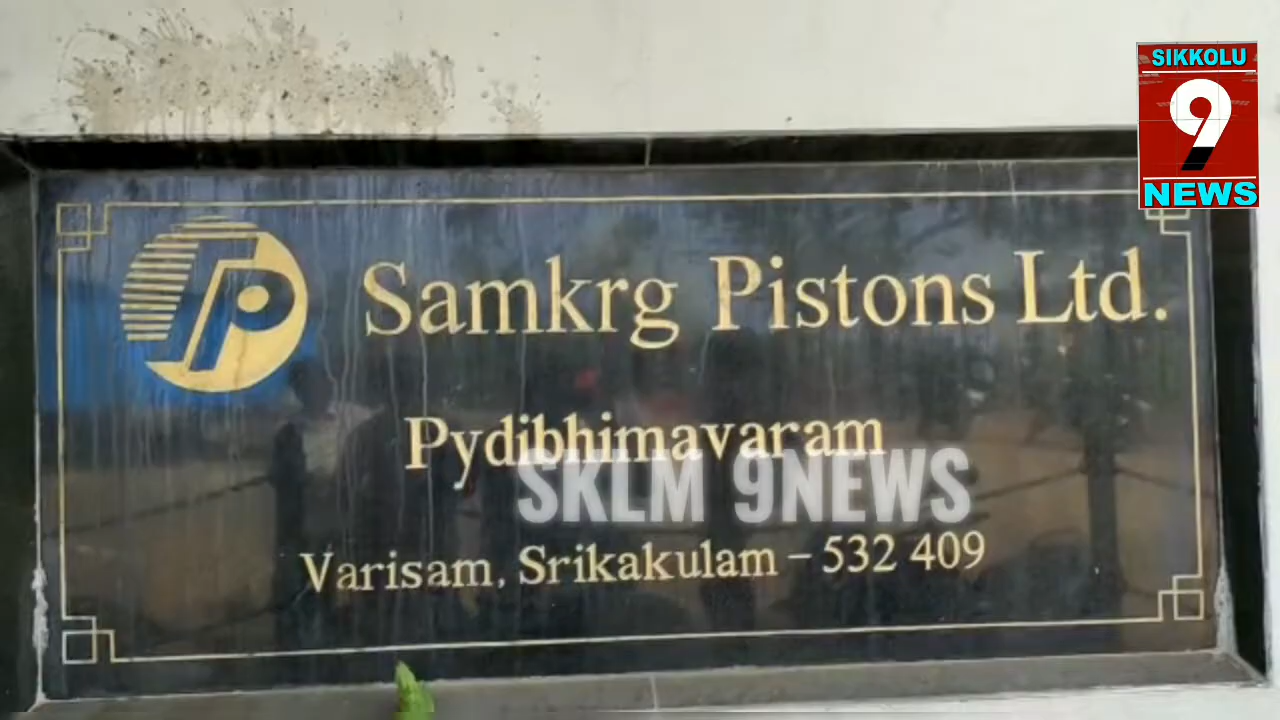 SIKKOLU
9
NEWS
Samkrg Pistons Ltd.
Pydibhimavaram
SKLM 9NEWS
Varisam, Srikakulam – 532 409